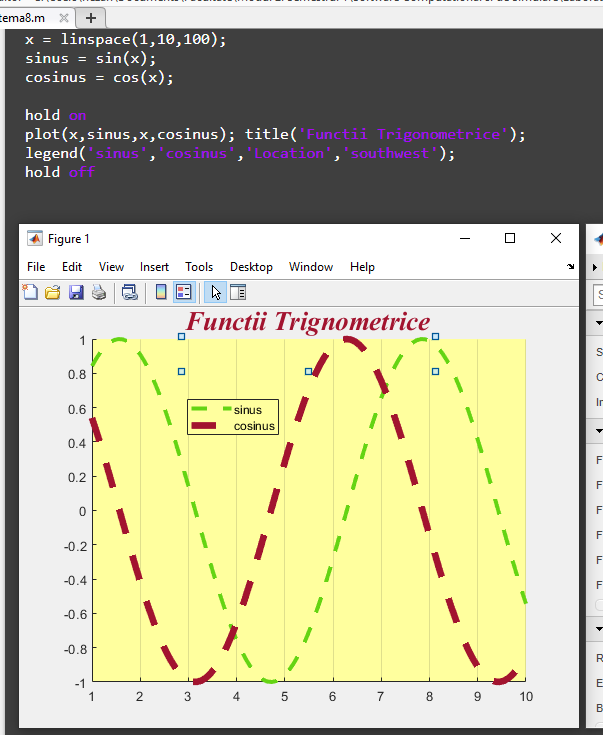 tema8.m
x = linspace(1,10,100);
sinus = sin(x);
cosinus = cos(x);
hold on
plot(x,sinus,x,cosinus); title('Functii Trigonometrice');
legend('sinus','cosinus','Location','southwest');
hold off
Figure 1
File Edit View Insert Tools Desktop Window Help
Functii Trignometrice
1
0.8
0.6
0.4
0.2
0
-0.2
-0.4
-0.6
-0.8
-1
sinus
cosinus
1 2 3 4 5 6 7 8 9 10